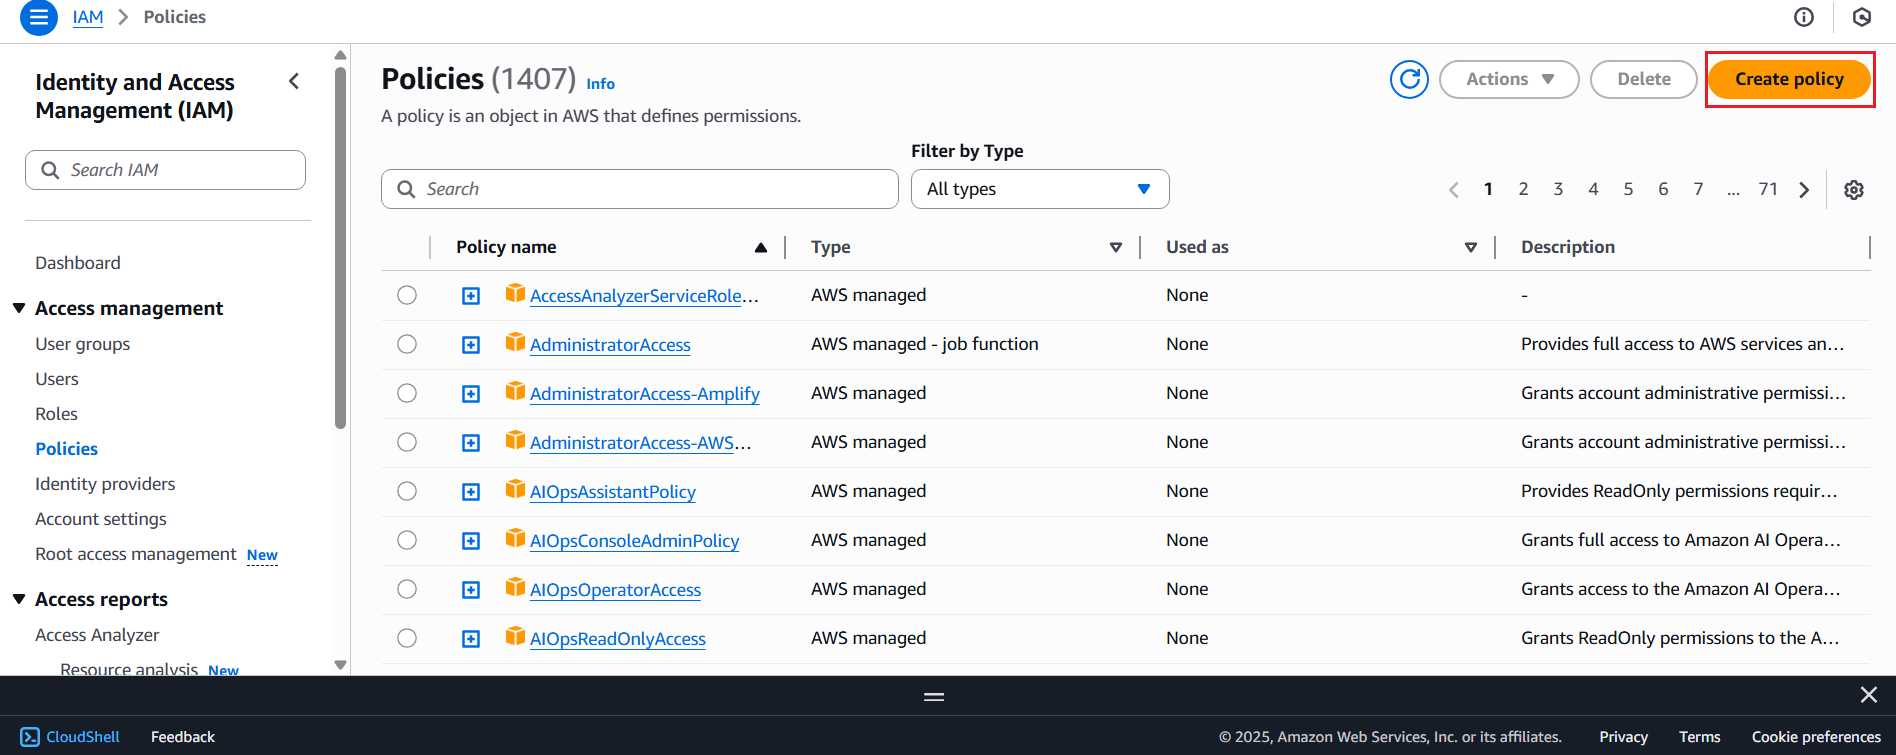 IAM > Policies
Identity and Access
Management (IAM)
Search IAM
Dashboard
Access management
User groups
Users
Roles
Policies
Identity providers
Account settings
Root access management New
Access reports
Access Analyzer
Resource analysis New
Policies (1407) Info
Actions
Delete
Create policy
A policy is an object in AWS that defines permissions.
Filter by Type
Search
All types
1 2 3 4 5 6 7 ... 71
Policy name Type Used as Description
AccessAnalyzerServiceRole... AWS managed None -
AdministratorAccess AWS managed - job function None Provides full access to AWS services an...
AdministratorAccess-Amplify AWS managed None Grants account administrative permissi...
AdministratorAccess-AWS... AWS managed None Grants account administrative permissi...
AIOpsAssistantPolicy AWS managed None Provides ReadOnly permissions requir...
AIOpsConsoleAdminPolicy AWS managed None Grants full access to Amazon AI Opera...
AIOpsOperatorAccess AWS managed None Grants access to the Amazon AI Opera...
AIOpsReadOnlyAccess AWS managed None Grants ReadOnly permissions to the A...
CloudShell Feedback © 2025, Amazon Web Services, Inc. or its affiliates. Privacy Terms Cookie preferences